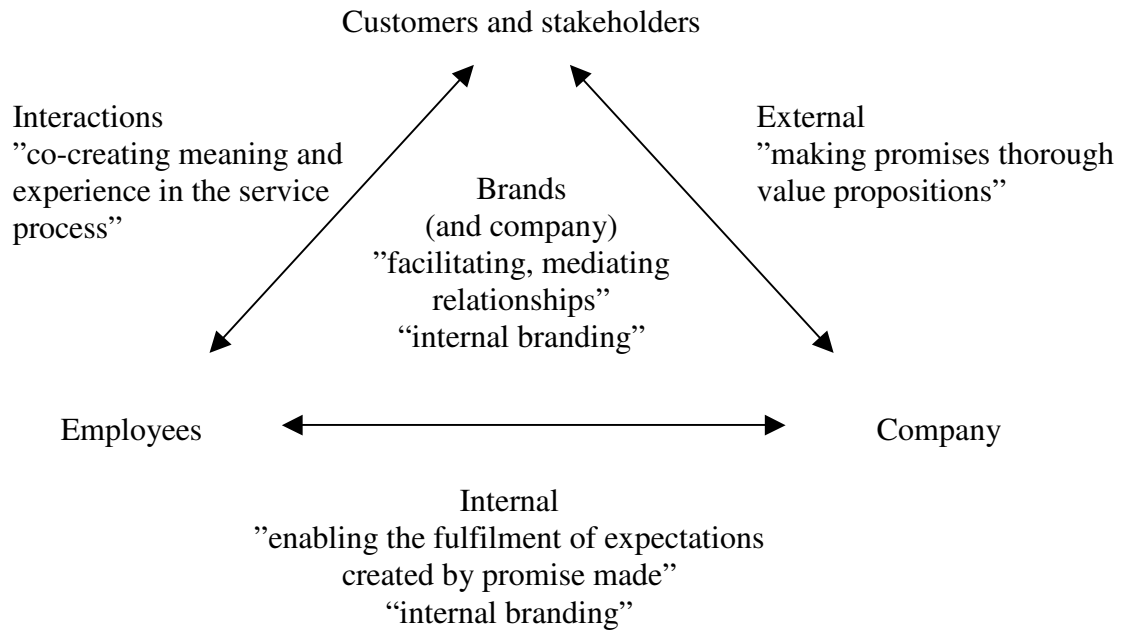 Customers and stakeholders
Interactions
”co-creating meaning and
experience in the service
process”
External
”making promises thorough
value propositions”
Brands
(and company)
”facilitating, mediating
relationships”
“internal branding”
Employees
Company
Internal
”enabling the fulfilment of expectations
created by promise made”
“internal branding”